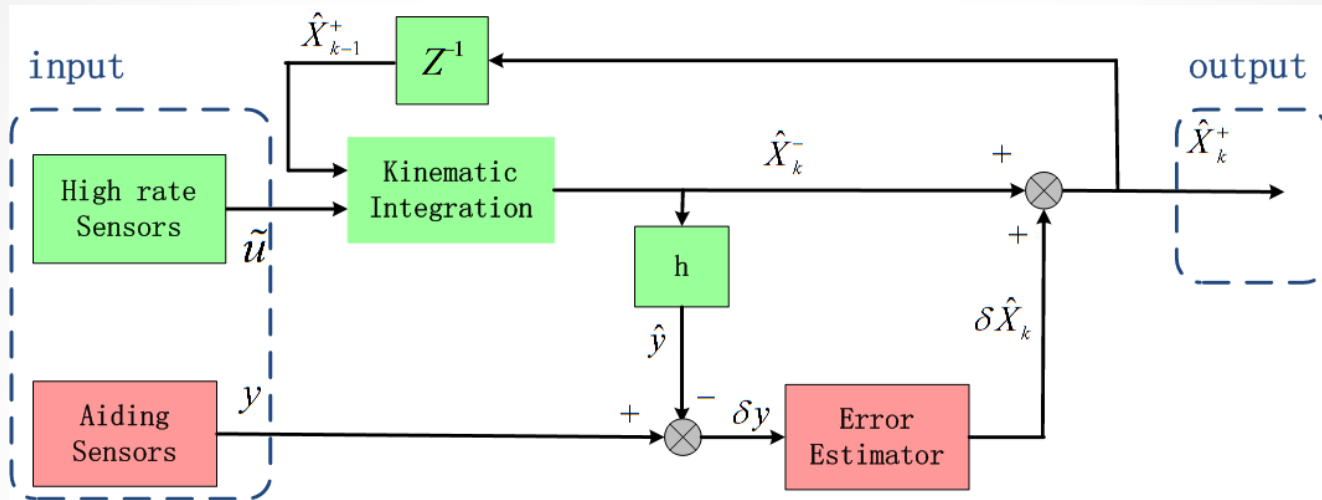 input
High rate
Sensors
ũ
Aiding
Sensors
y
X̂⁺ₖ₋₁
Z⁻¹
Kinematic
Integration
X̂⁻ₖ
h
ŷ
+
−
δy
Error
Estimator
δX̂ₖ
+
+
output
X̂⁺ₖ